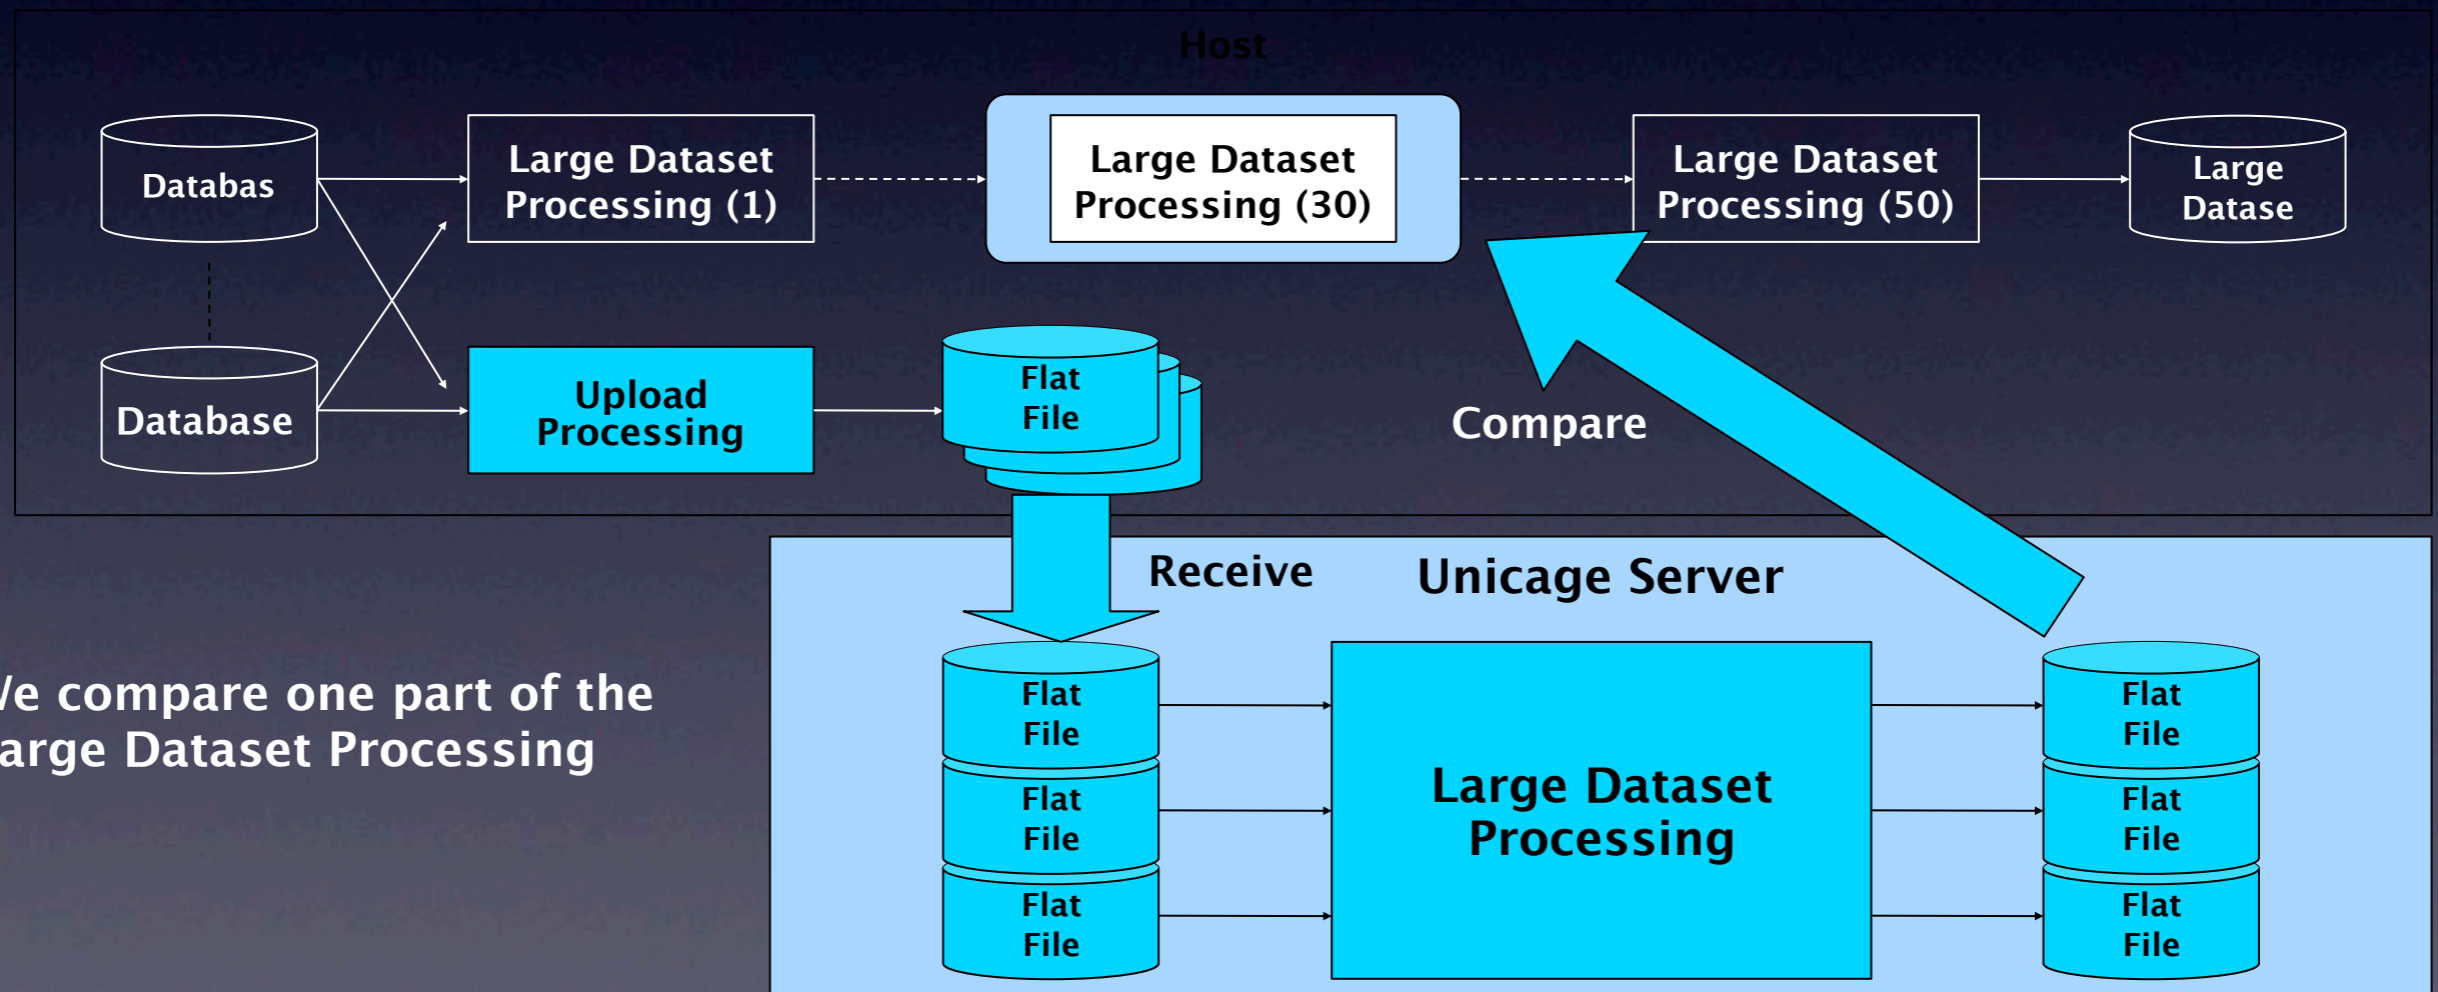 Host
Databas
Large Dataset
Processing (1)
Large Dataset
Processing (30)
Large Dataset
Processing (50)
Large
Datase
Database
Upload
Processing
Flat
File
Compare
Receive
Unicage Server
e compare one part of the
arge Dataset Processing
Flat
File
Flat
File
Flat
File
Large Dataset
Processing
Flat
File
Flat
File
Flat
File